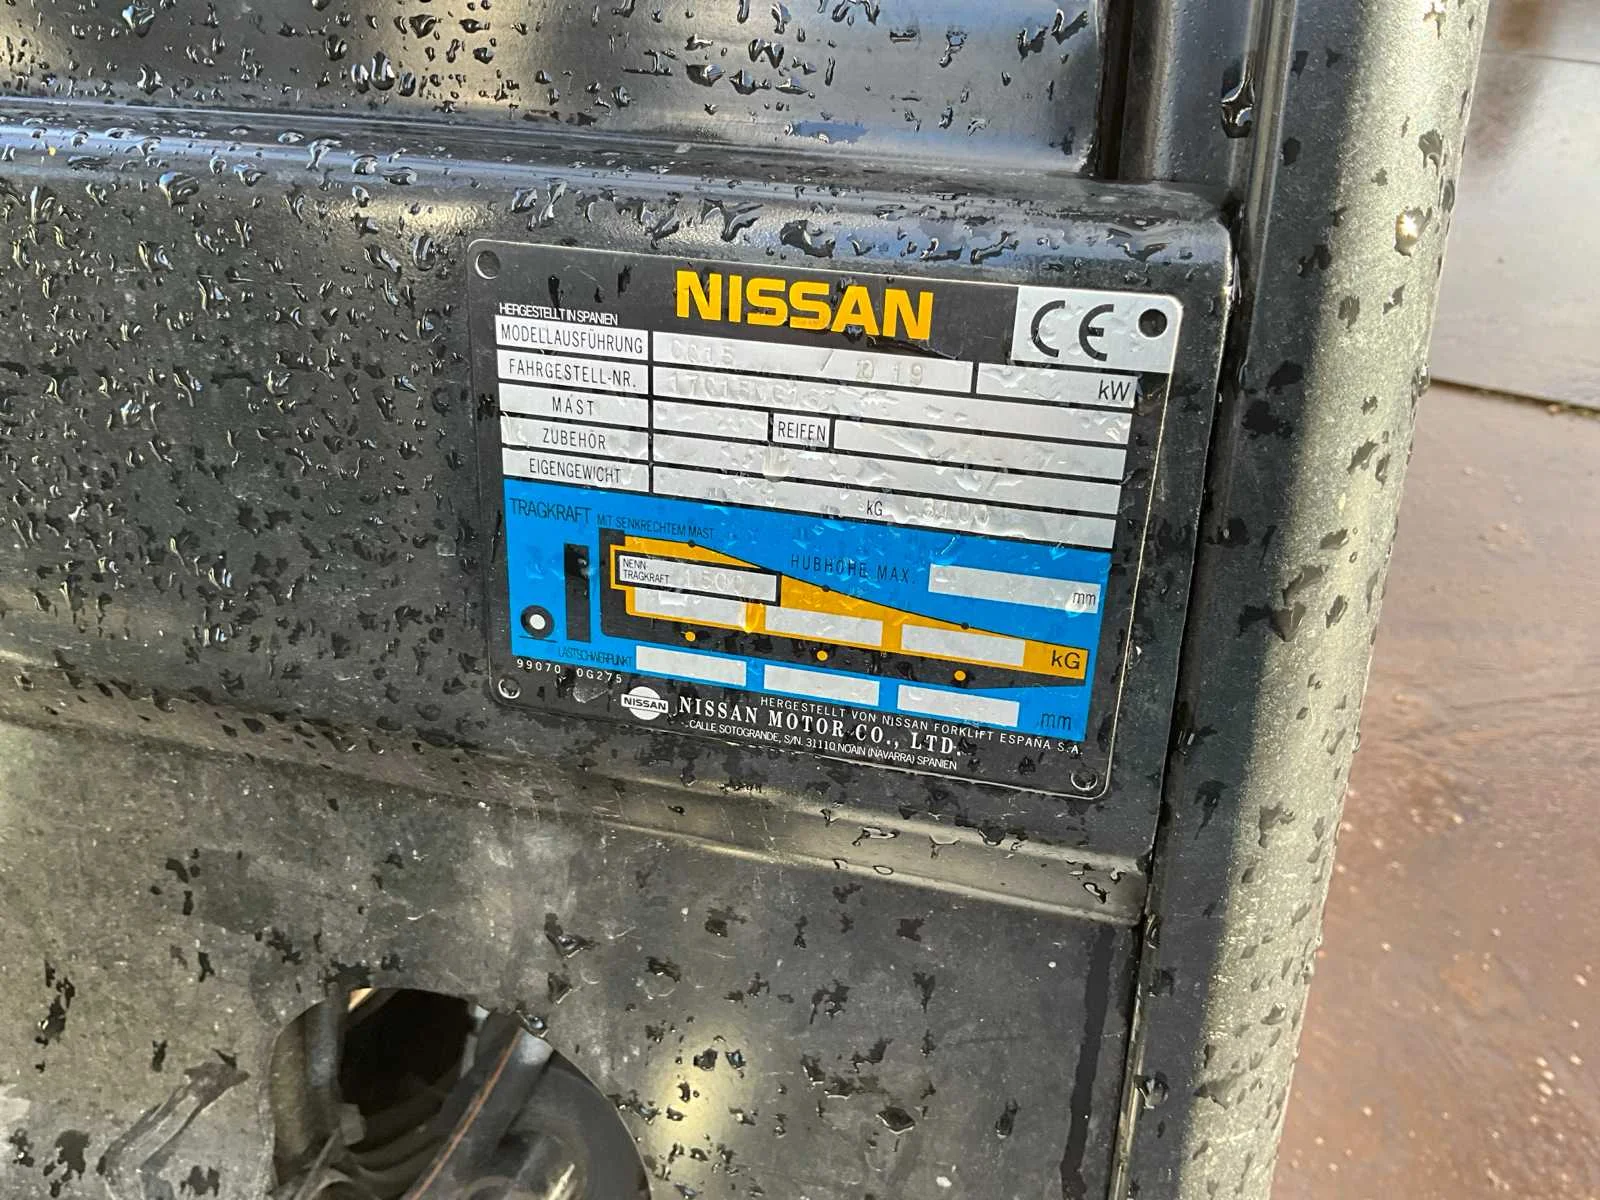 NISSAN
CE
HERGESTELLT IN SPANIEN
MODELLAUSFÜHRUNG / 19 kW
FAHRGESTELL-NR.
MAST REIFEN
ZUBEHÖR
EIGENGEWICHT kG
TRAGKRAFT MIT SENKRECHTEM MAST
HUBHÖHE MAX. mm
NENN-
TRAGKRAFT 1500
kG
LASTSCHWERPUNKT mm
99070 0G275
HERGESTELLT VON NISSAN FORKLIFT ESPAÑA S.A.
NISSAN NISSAN MOTOR CO., LTD.
CALLE SOTOGRANDE, S/N. 31110 NOAIN (NAVARRA) SPANIEN